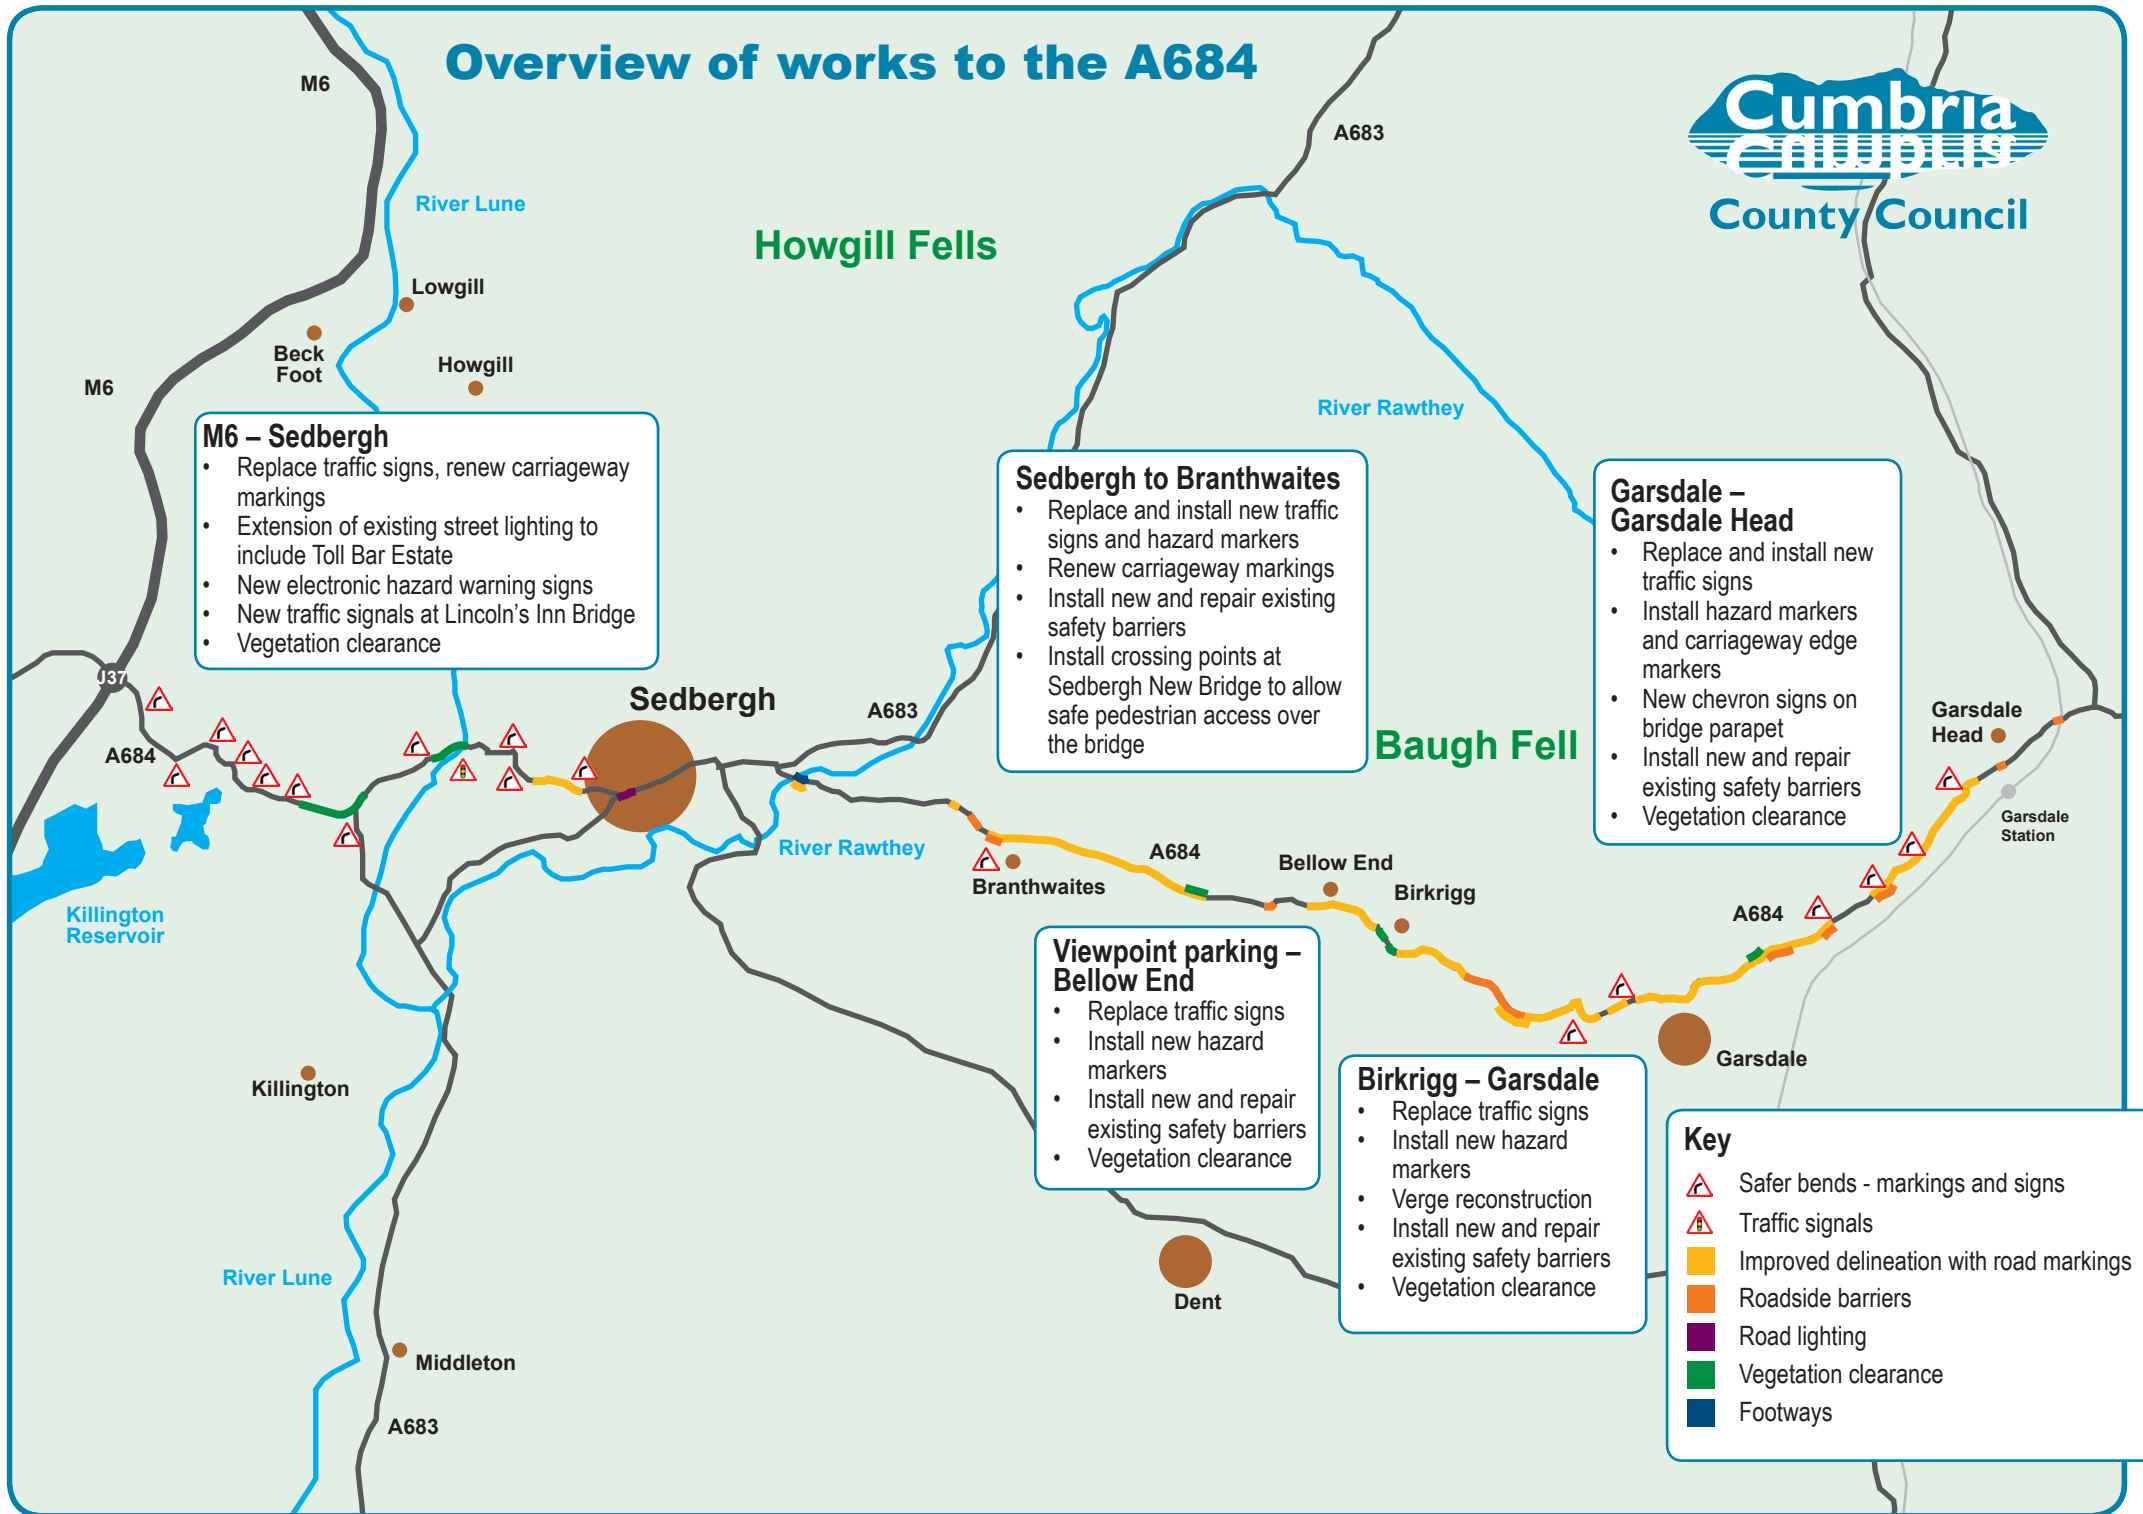 Overview of works to the A684
Cumbria
County Council
M6
A683
River Lune
Howgill Fells
Lowgill
Beck
Foot
Howgill
M6
River Rawthey
M6 – Sedbergh
• Replace traffic signs, renew carriageway
markings
• Extension of existing street lighting to
include Toll Bar Estate
• New electronic hazard warning signs
• New traffic signals at Lincoln's Inn Bridge
• Vegetation clearance
Sedbergh to Branthwaites
• Replace and install new traffic
signs and hazard markers
• Renew carriageway markings
• Install new and repair existing
safety barriers
• Install crossing points at
Sedbergh New Bridge to allow
safe pedestrian access over
the bridge
Garsdale –
Garsdale Head
• Replace and install new
traffic signs
• Install hazard markers
and carriageway edge
markers
• New chevron signs on
bridge parapet
• Install new and repair
existing safety barriers
• Vegetation clearance
J37
A684
Sedbergh
A683
Baugh Fell
Garsdale
Head
Garsdale
Station
Killington
Reservoir
River Rawthey
Branthwaites
A684
Bellow End
Birkrigg
A684
Garsdale
Viewpoint parking –
Bellow End
• Replace traffic signs
• Install new hazard
markers
• Install new and repair
existing safety barriers
• Vegetation clearance
Birkrigg – Garsdale
• Replace traffic signs
• Install new hazard
markers
• Verge reconstruction
• Install new and repair
existing safety barriers
• Vegetation clearance
Killington
River Lune
Dent
Middleton
A683
Key
Safer bends - markings and signs
Traffic signals
Improved delineation with road markings
Roadside barriers
Road lighting
Vegetation clearance
Footways